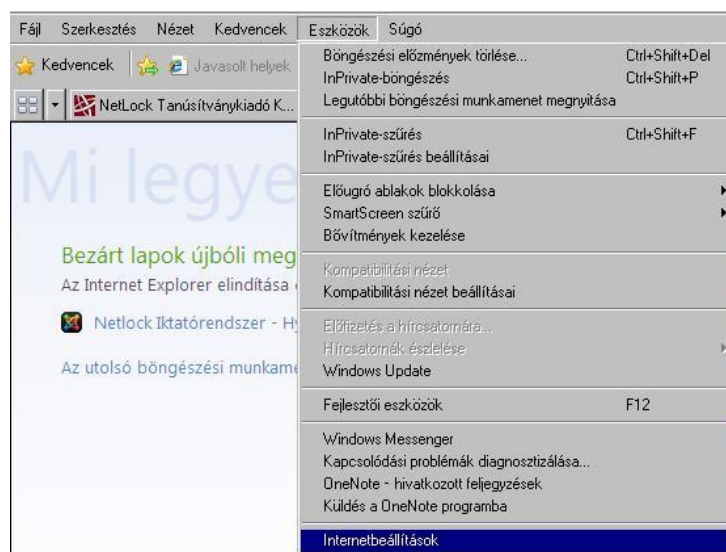 Fájl Szerkesztés Nézet Kedvencek Eszközök Súgó
Kedvencek Javasolt helyek
NetLock Tanúsítványkiadó K...
Mi legye
Bezárt lapok újbóli meg
Az Internet Explorer elindítása
Netlock Iktatórendszer - Hy
Az utolsó böngészési munkame
Böngészési előzmények törlése... Ctrl+Shift+Del
InPrivate-böngészés Ctrl+Shift+P
Legutóbbi böngészési munkamenet megnyitása
InPrivate-szűrés Ctrl+Shift+F
InPrivate-szűrés beállításai
Előugró ablakok blokkolása
SmartScreen szűrő
Bővítmények kezelése
Kompatibilitási nézet
Kompatibilitási nézet beállításai
Előfizetés a hírcsatornára...
Hírcsatornák észlelése
Windows Update
Fejlesztői eszközök F12
Windows Messenger
Kapcsolódási problémák diagnosztizálása...
OneNote - hivatkozott feljegyzések
Küldés a OneNote programba
Internetbeállítások